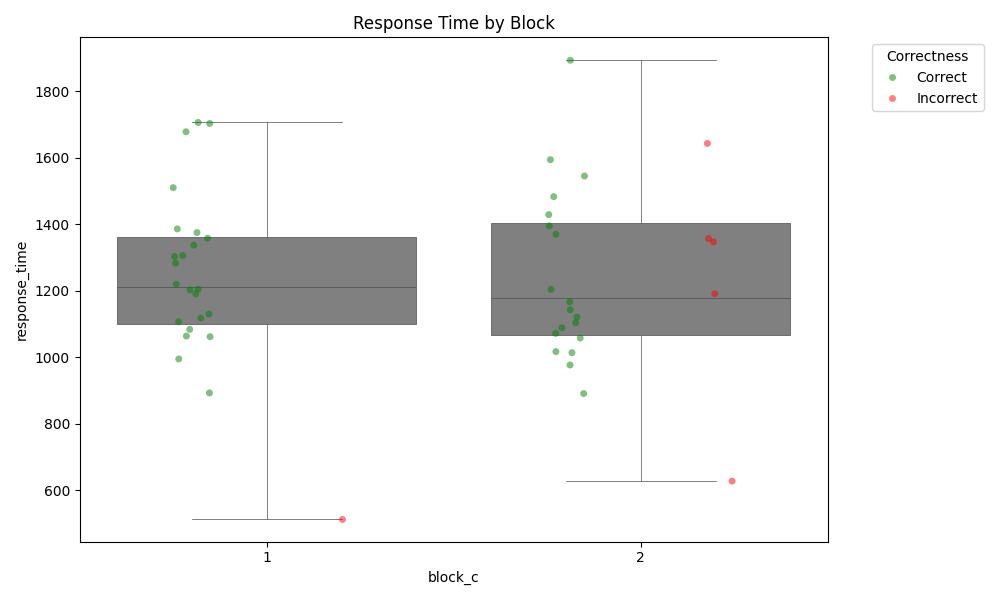 Response Time by Block
Correctness
Correct
Incorrect
response_time
1800
1600
1400
1200
1000
800
600
1
2
block_c